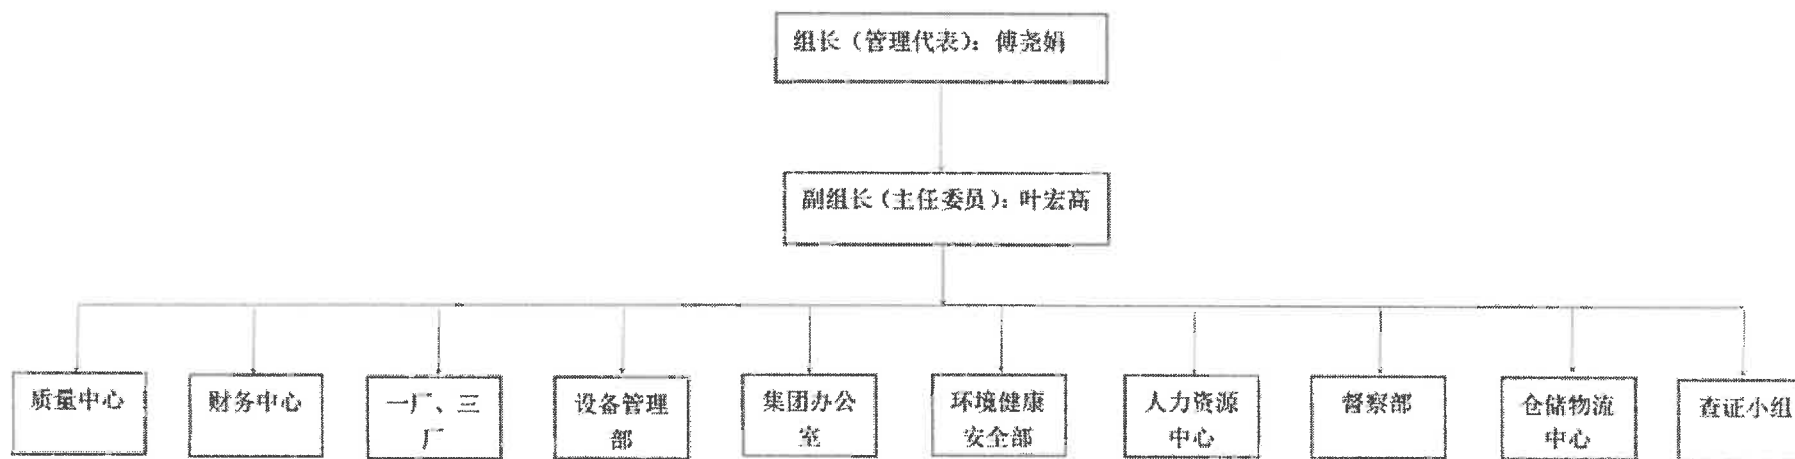 组长（管理代表）：傅尧娟
副组长（主任委员）：叶宏高
质量中心
财务中心
一厂、三
厂
设备管理
部
集团办公
室
环境健康
安全部
人力资源
中心
督察部
仓储物流
中心
查证小组